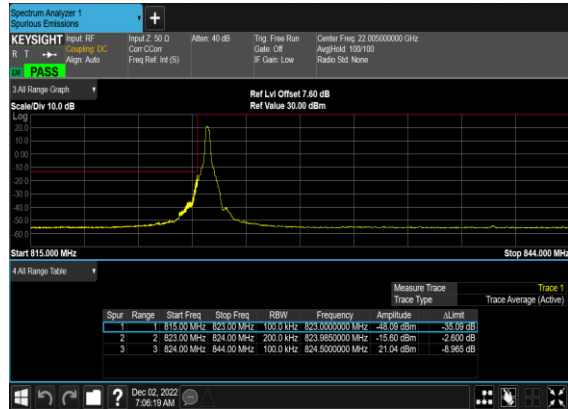 Spectrum Analyzer 1
Spurious Emissions
+
KEYSIGHT Input: RF Input Z: 50 Ω Atten: 40 dB Trig: Free Run Center Freq: 22.005000000 GHz
R T Coupling: DC Corr CCorr Gate: Off Avg|Hold: 100/100
Align: Auto Freq Ref: Int (S) IF Gain: Low Radio Std: None
PASS
3 All Range Graph
Ref Lvl Offset 7.60 dB
Scale/Div 10.0 dB Ref Value 30.00 dBm
Log
20.0
10.0
0.00
-10.0
-20.0
-30.0
-40.0
-50.0
-60.0
Start 815.000 MHz Stop 844.000 MHz
4 All Range Table
Measure Trace Trace 1
Trace Type Trace Average (Active)
Spur Range Start Freq Stop Freq RBW Frequency Amplitude ΔLimit
1 1 815.00 MHz 823.00 MHz 100.0 kHz 823.0000000 MHz -48.09 dBm -35.09 dB
2 2 823.00 MHz 824.00 MHz 200.0 kHz 823.9850000 MHz -15.60 dBm -2.600 dB
3 3 824.00 MHz 844.00 MHz 100.0 kHz 824.5000000 MHz 21.04 dBm -8.965 dB
? Dec 02, 2022
7:06:19 AM